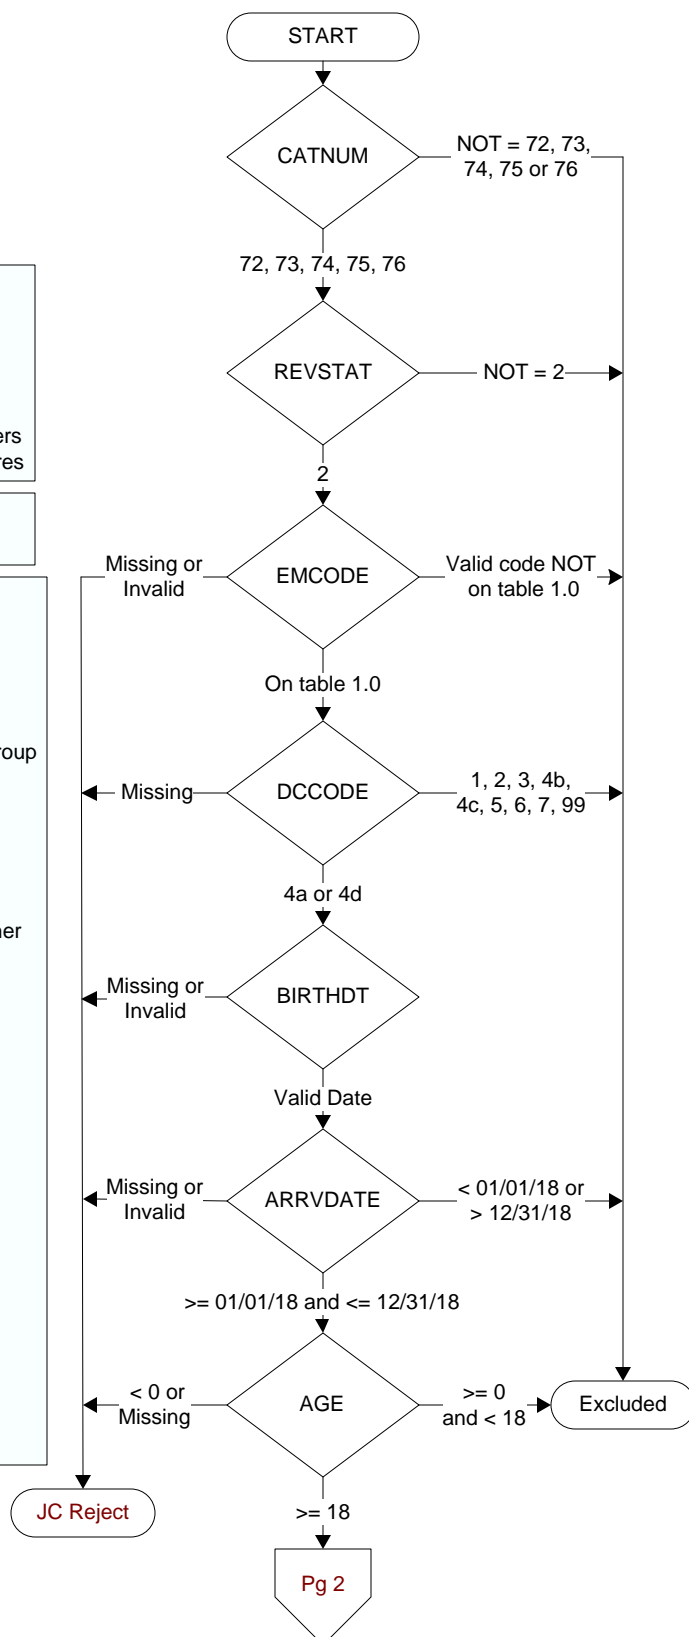 START
CATNUM
NOT = 72, 73,
74, 75 or 76
72, 73, 74, 75, 76
REVSTAT
NOT = 2
2
EMCODE
Missing or
Invalid
Valid code NOT
on table 1.0
On table 1.0
DCCODE
Missing
1, 2, 3, 4b,
4c, 5, 6, 7, 99
4a or 4d
BIRTHDT
Missing or
Invalid
Valid Date
ARRVDATE
Missing or
Invalid
< 01/01/18 or
> 12/31/18
>= 01/01/18 and <= 12/31/18
AGE
< 0 or
Missing
>= 0
and < 18
Excluded
JC Reject
>= 18
Pg 2